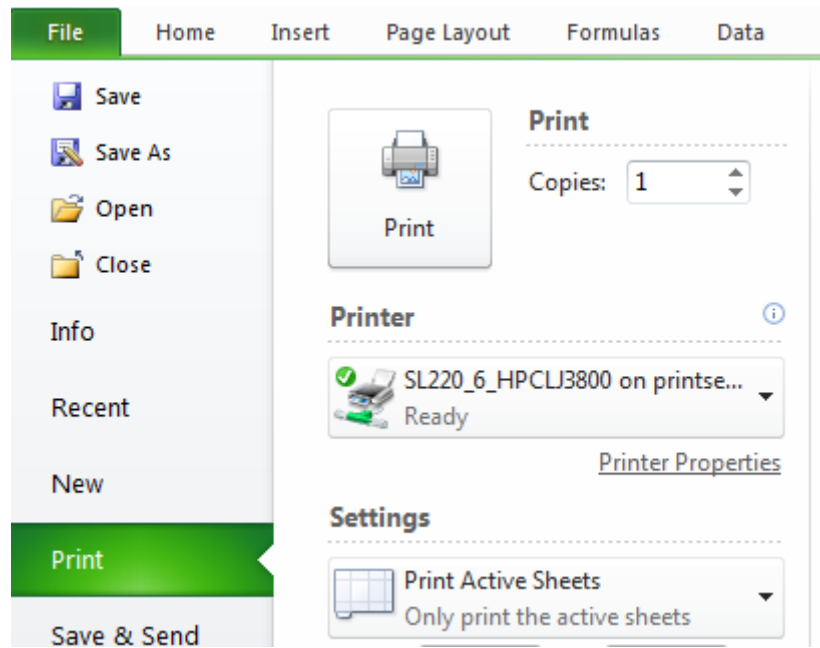 File Home Insert Page Layout Formulas Data
Save
Save As
Open
Close
Info
Recent
New
Print
Save & Send
Print
Print
Copies: 1
Printer
SL220_6_HPCLJ3800 on printse...
Ready
Printer Properties
Settings
Print Active Sheets
Only print the active sheets